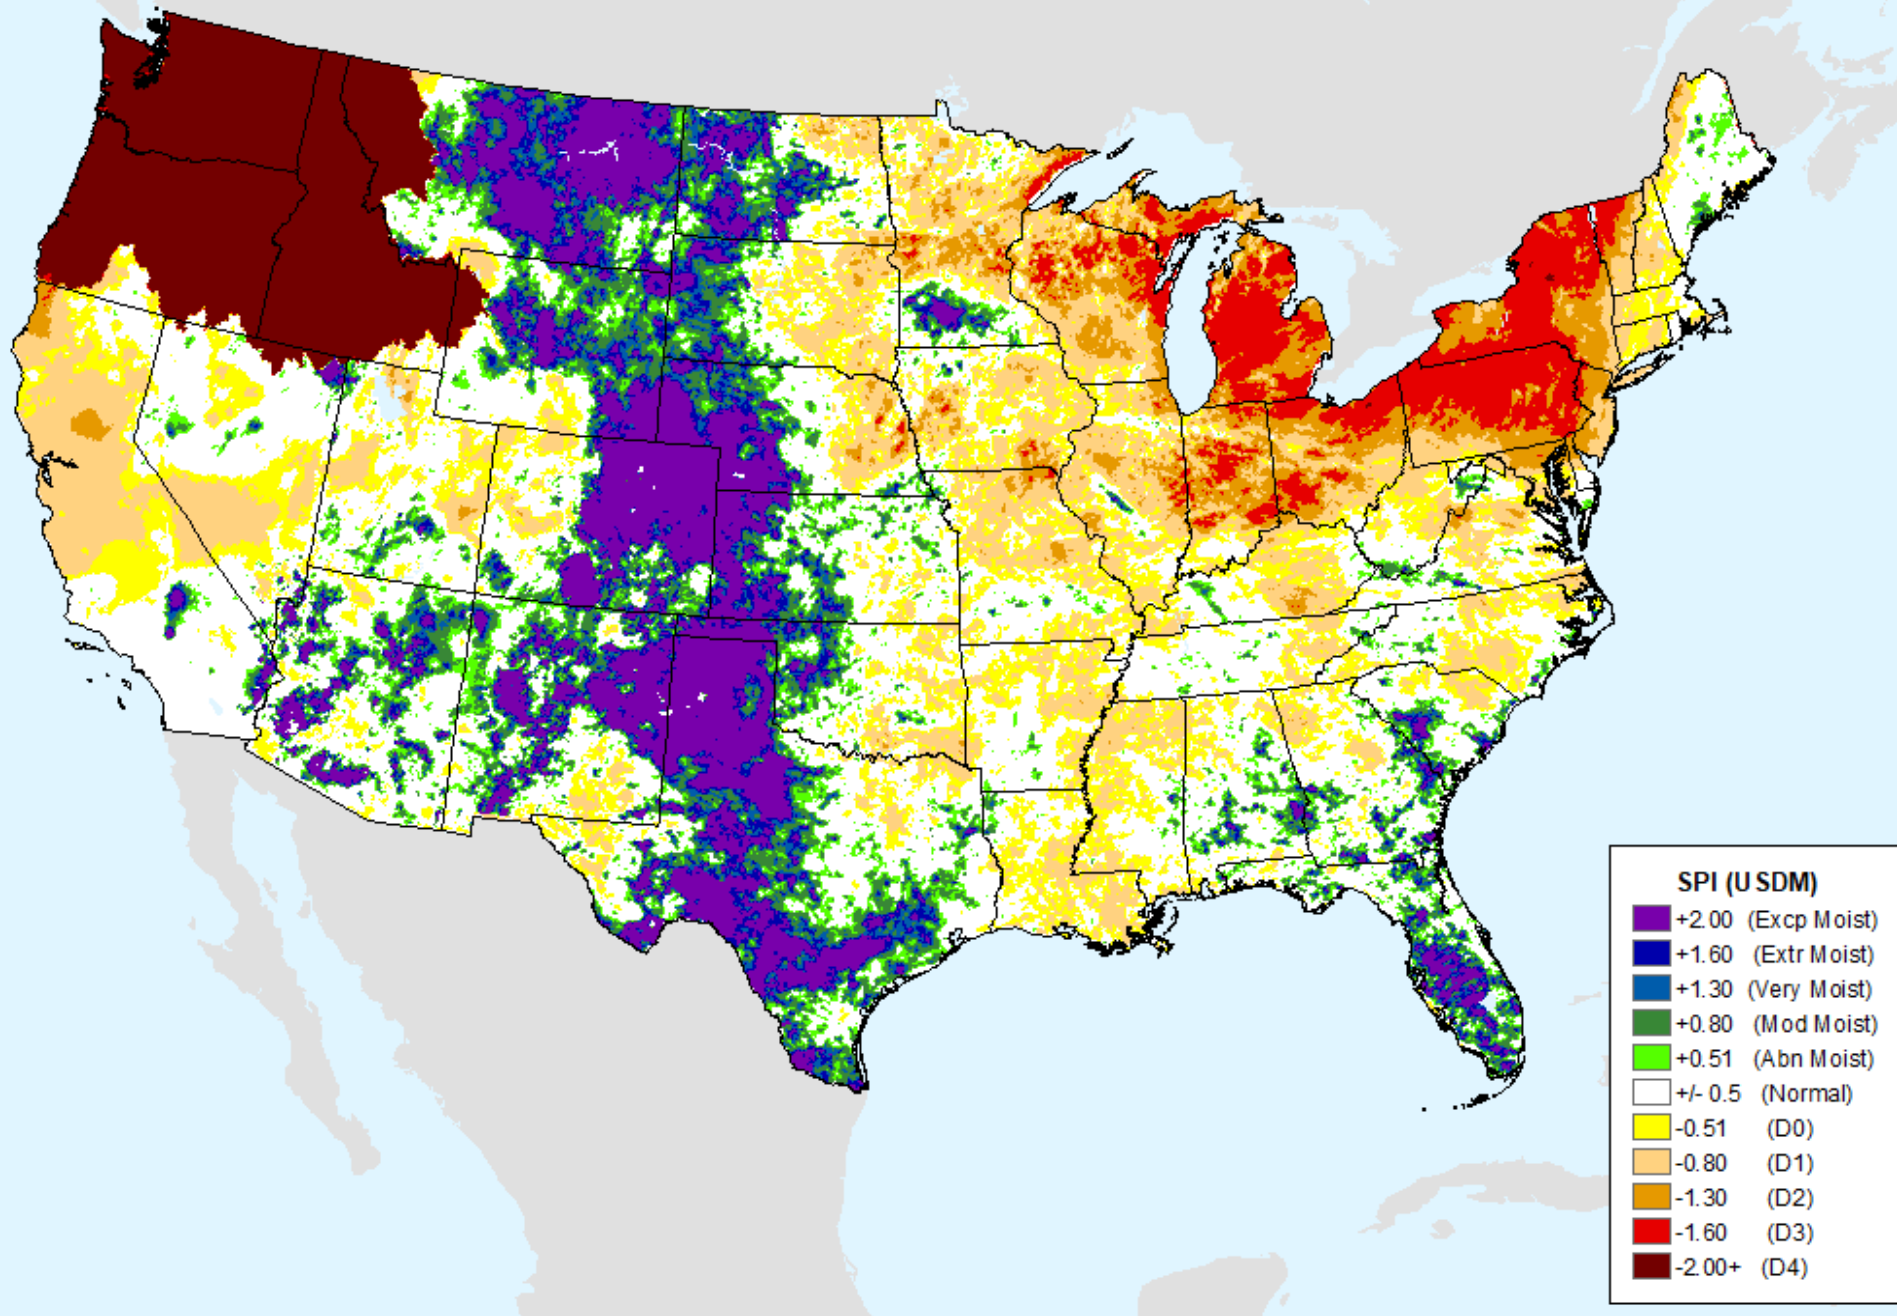 SPI (USDM)
+2.00 (Excp Moist)
+1.60 (Extr Moist)
+1.30 (Very Moist)
+0.80 (Mod Moist)
+0.51 (Abn Moist)
+/- 0.5 (Normal)
-0.51 (D0)
-0.80 (D1)
-1.30 (D2)
-1.60 (D3)
-2.00+ (D4)